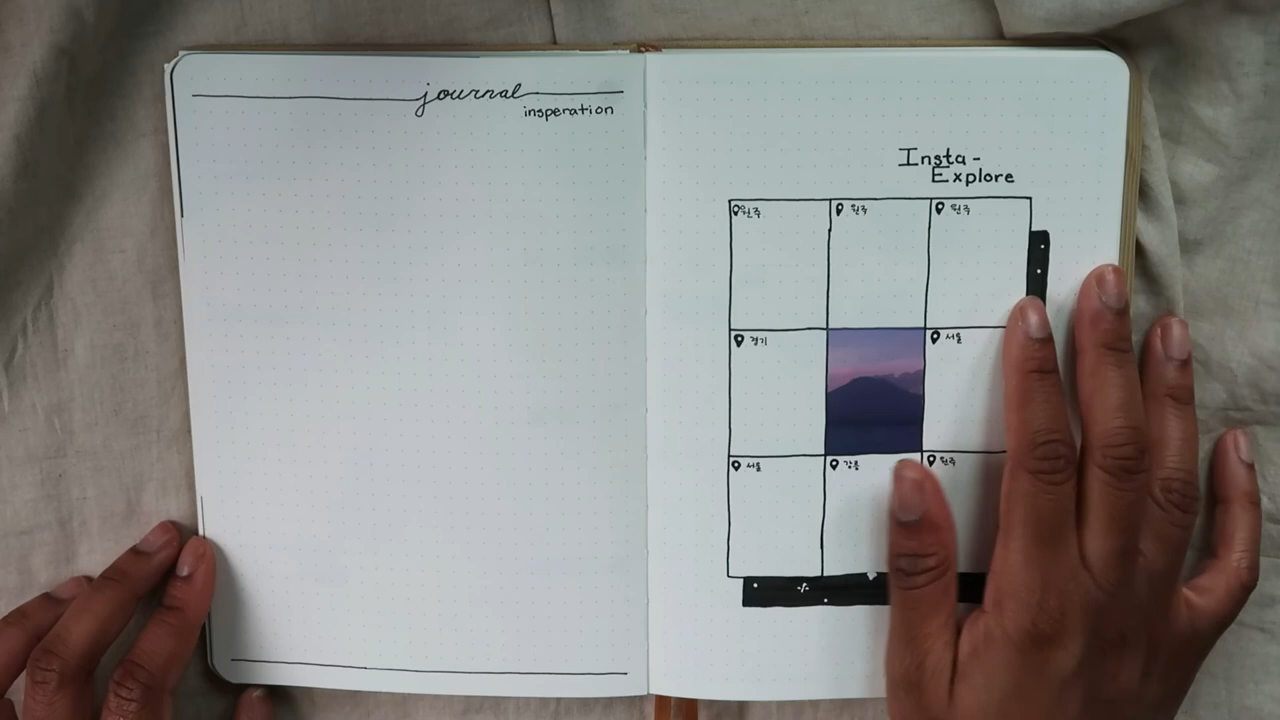 journal
insperation
Insta-
Explore
원주
원주
원주
경기
서울
서울
강릉
원주